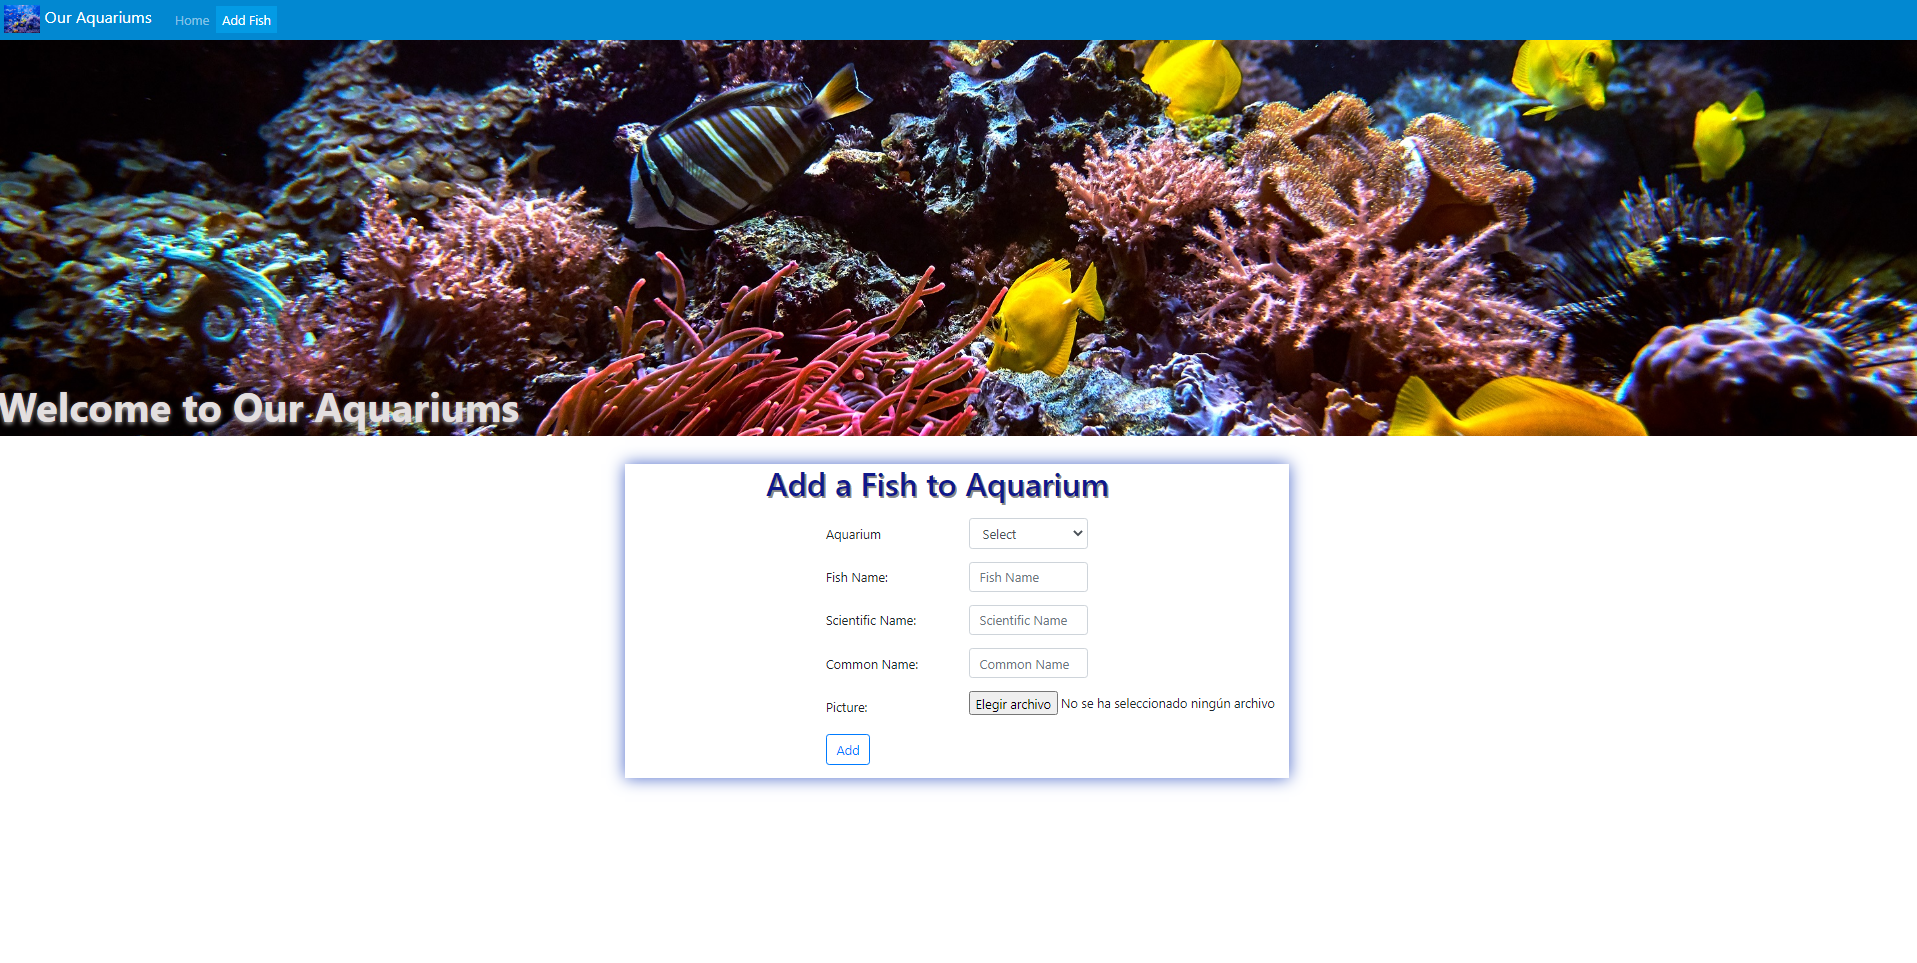 Our Aquariums Home Add Fish
Welcome to Our Aquariums
Add a Fish to Aquarium
Aquarium Select
Fish Name: Fish Name
Scientific Name: Scientific Name
Common Name: Common Name
Picture: Elegir archivo No se ha seleccionado ningún archivo
Add